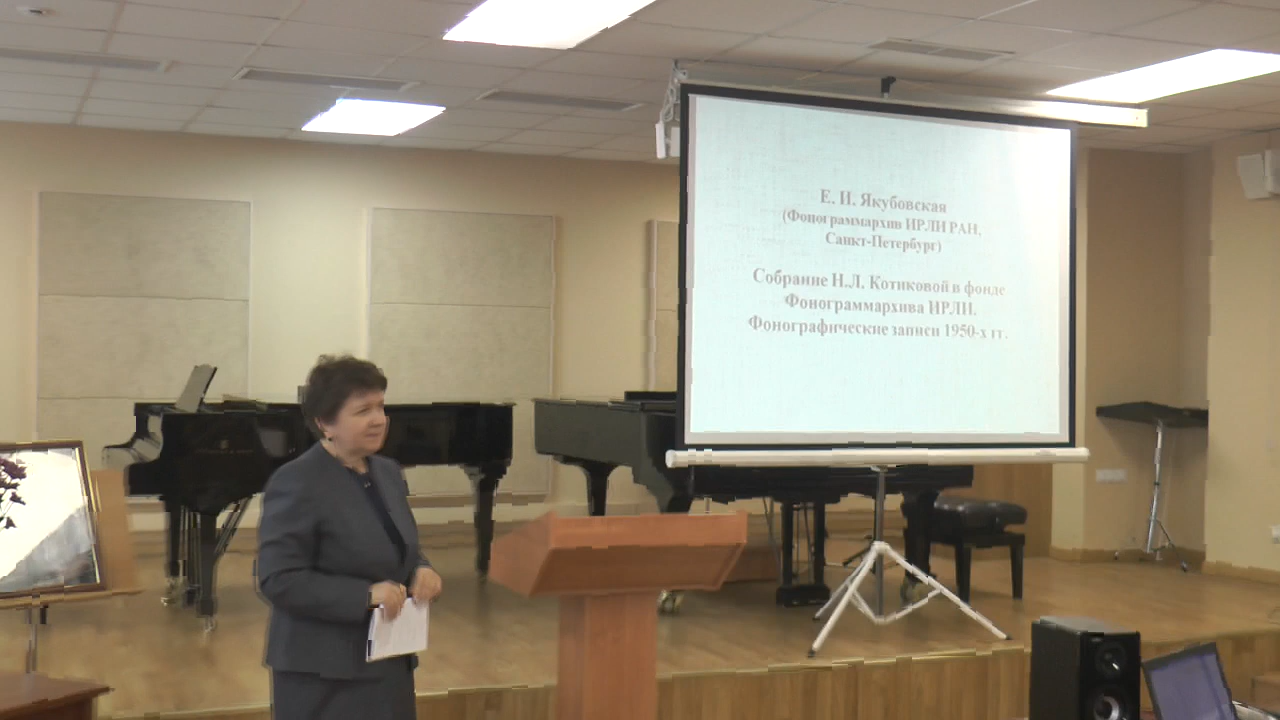 Е. И. Якубовская
(Фонограммархив ИРЛИ РАН,
Санкт-Петербург)
Собрание Н.Л. Котиковой в фонде
Фонограммархива ИРЛИ.
Фонографические записи 1950-х гг.